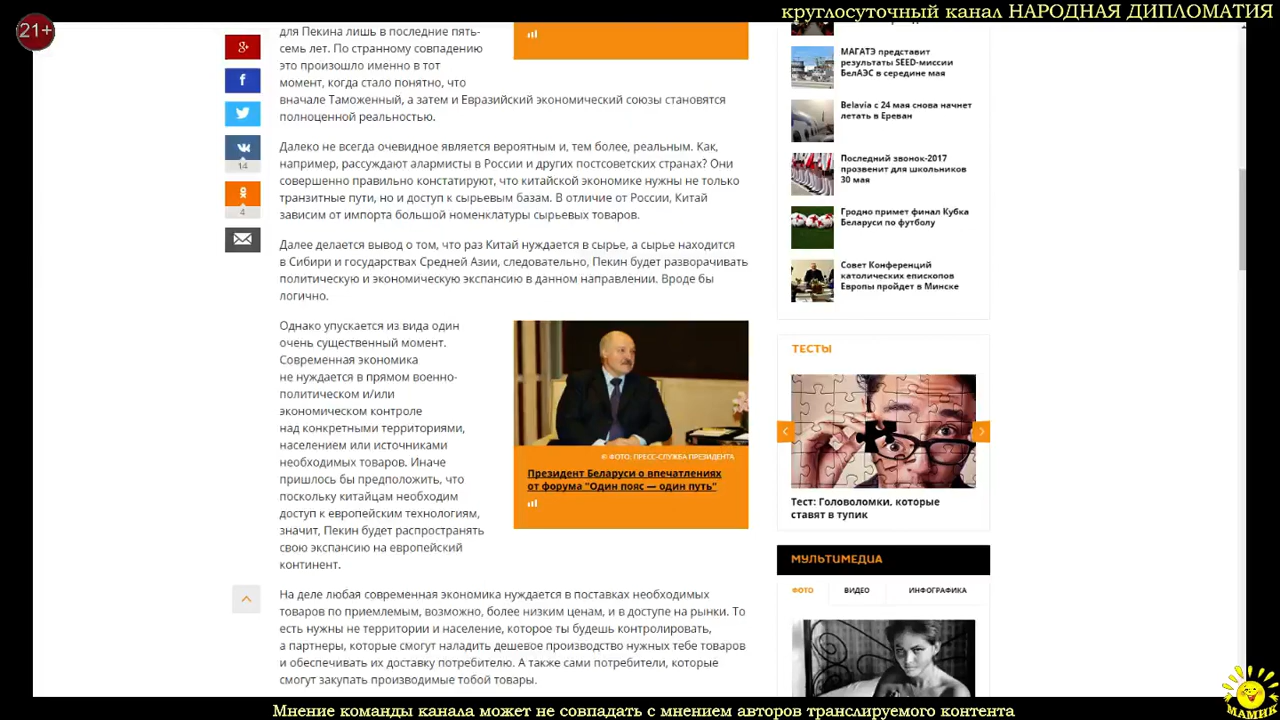 круглосуточный канал НАРОДНАЯ ДИПЛОМАТИЯ
21+
для Пекина лишь в последние пять-
семь лет. По странному совпадению
это произошло именно в тот
момент, когда стало понятно, что
вначале Таможенный, а затем и Евразийский экономический союзы становятся
полноценной реальностью.
Далеко не всегда очевидное является вероятным и, тем более, реальным. Как,
например, рассуждают алармисты в России и других постсоветских странах? Они
совершенно правильно констатируют, что китайской экономике нужны не только
транзитные пути, но и доступ к сырьевым базам. В отличие от России, Китай
зависим от импорта большой номенклатуры сырьевых товаров.
Далее делается вывод о том, что раз Китай нуждается в сырье, а сырье находится
в Сибири и государствах Средней Азии, следовательно, Пекин будет разворачивать
политическую и экономическую экспансию в данном направлении. Вроде бы
логично.
Однако упускается из вида один
очень существенный момент.
Современная экономика
не нуждается в прямом военно-
политическом и/или
экономическом контроле
над конкретными территориями,
населением или источниками
необходимых товаров. Иначе
пришлось бы предположить, что
поскольку китайцам необходим
доступ к европейским технологиям,
значит, Пекин будет распространять
свою экспансию на европейский
континент.
© ФОТО: ПРЕСС-СЛУЖБА ПРЕЗИДЕНТА
Президент Беларуси о впечатлениях
от форума "Один пояс — один путь"
На деле любая современная экономика нуждается в поставках необходимых
товаров по приемлемым, возможно, более низким ценам, и в доступе на рынки. То
есть нужны не территории и население, которое ты будешь контролировать,
а партнеры, которые смогут наладить дешевое производство нужных тебе товаров
и обеспечивать их доставку потребителю. А также сами потребители, которые
смогут закупать производимые тобой товары.
g+
f
14
4
МАГАТЭ представит
результаты SEED-миссии
БелАЭС в середине мая
Belavia с 24 мая снова начнет
летать в Ереван
Последний звонок-2017
прозвенит для школьников
30 мая
Гродно примет финал Кубка
Беларуси по футболу
Совет Конференций
католических епископов
Европы пройдет в Минске
ТЕСТЫ
Тест: Головоломки, которые
ставят в тупик
МУЛЬТИМЕДИА
ФОТО ВИДЕО ИНФОГРАФИКА
МАМИК
Мнение команды канала может не совпадать с мнением авторов транслируемого контента